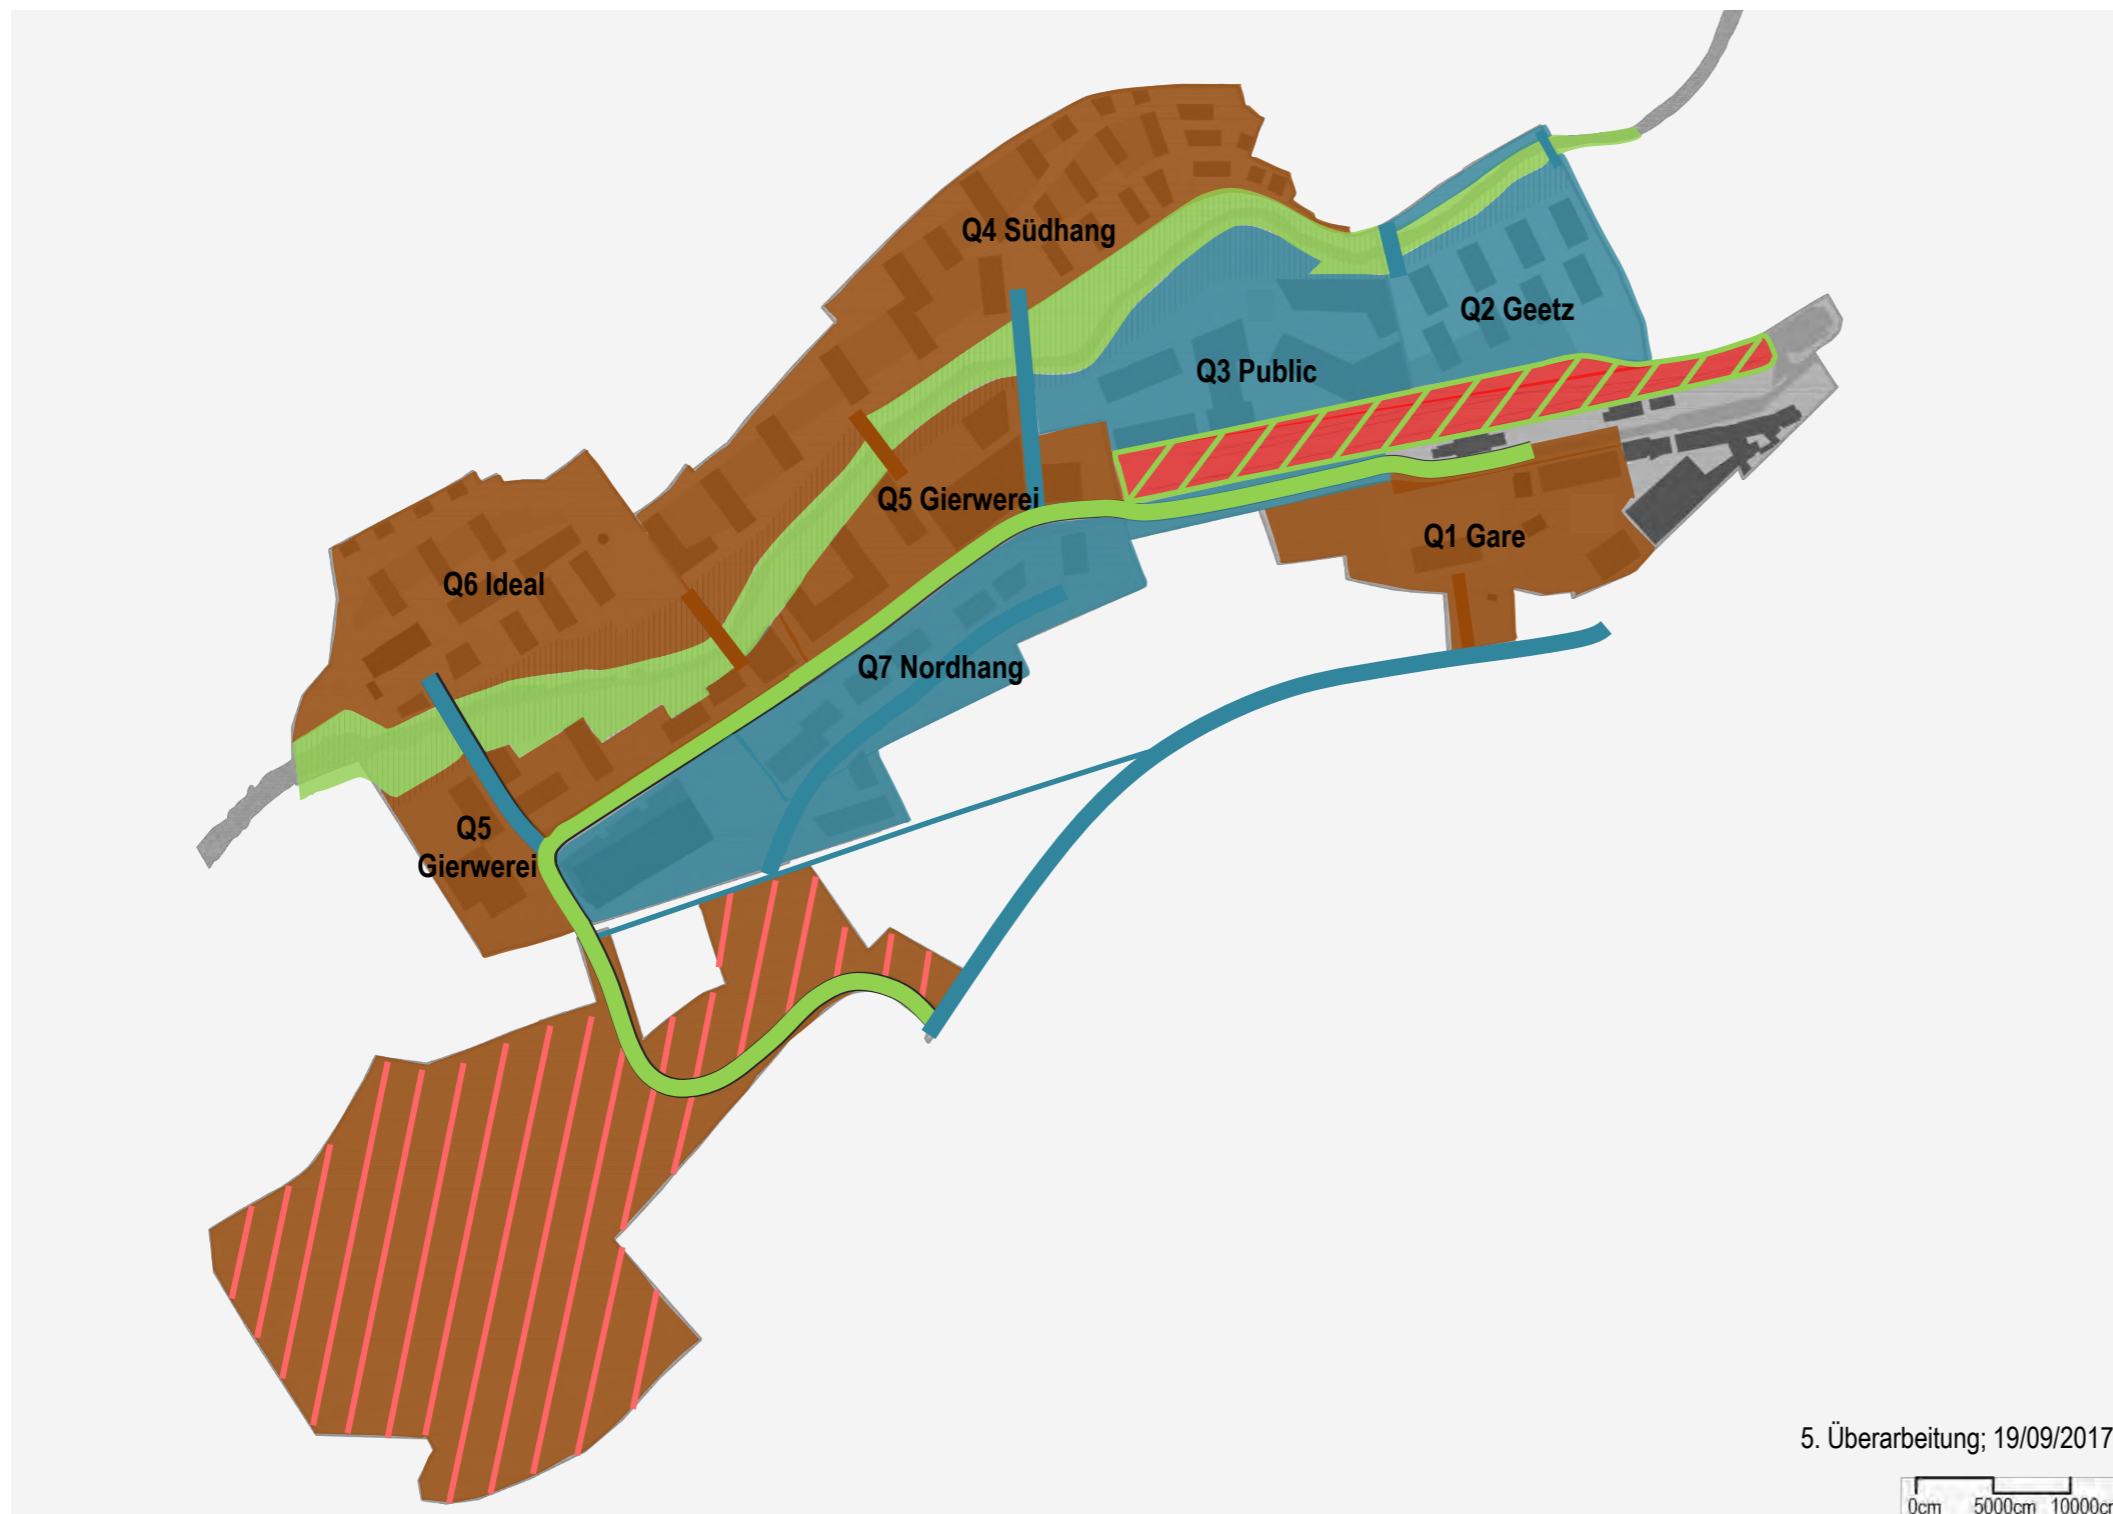 Q4 Südhang
Q2 Geetz
Q3 Public
Q5 Gierwerei
Q1 Gare
Q6 Ideal
Q7 Nordhang
Q5
Gierwerei
5. Überarbeitung; 19/09/2017
0cm 5000cm 10000cm